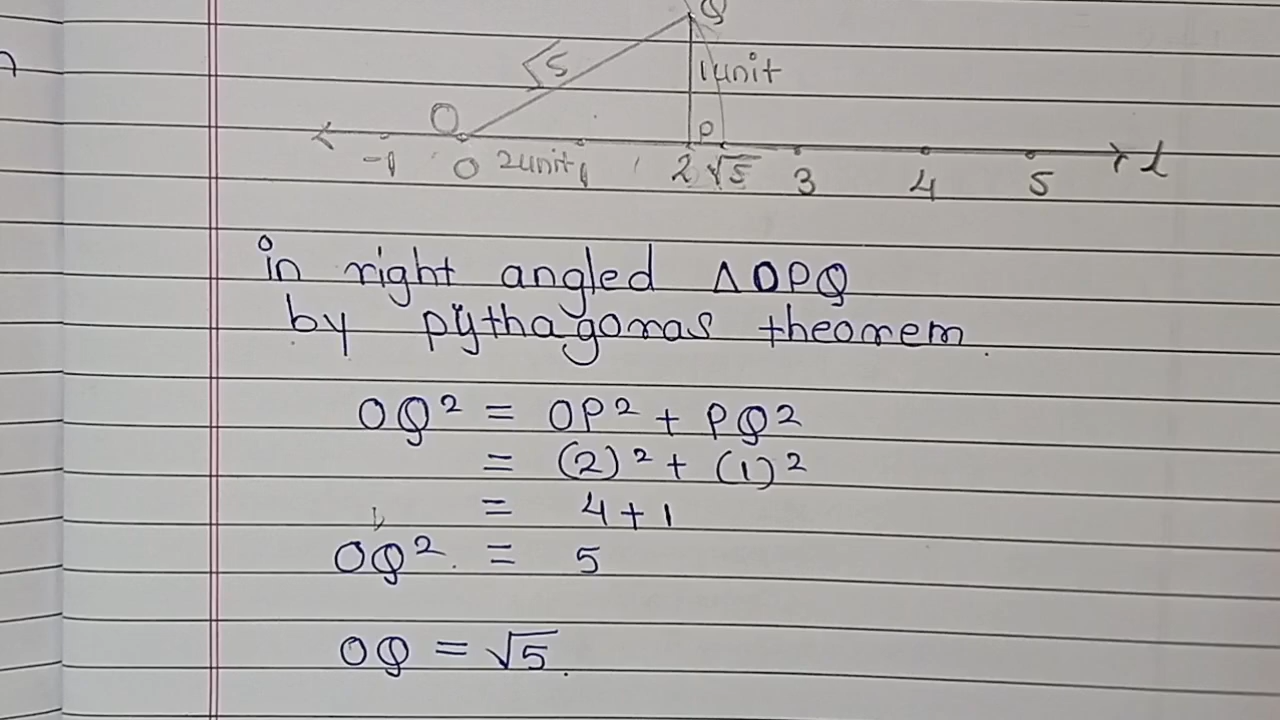 Q
√5
1unit
O
P
-1 0 2unit 1 2 √5 3 4 5 l
in right angled △OPQ
by pythagoras theorem.
OQ² = OP² + PQ²
= (2)² + (1)²
= 4 + 1
OQ² = 5
OQ = √5.